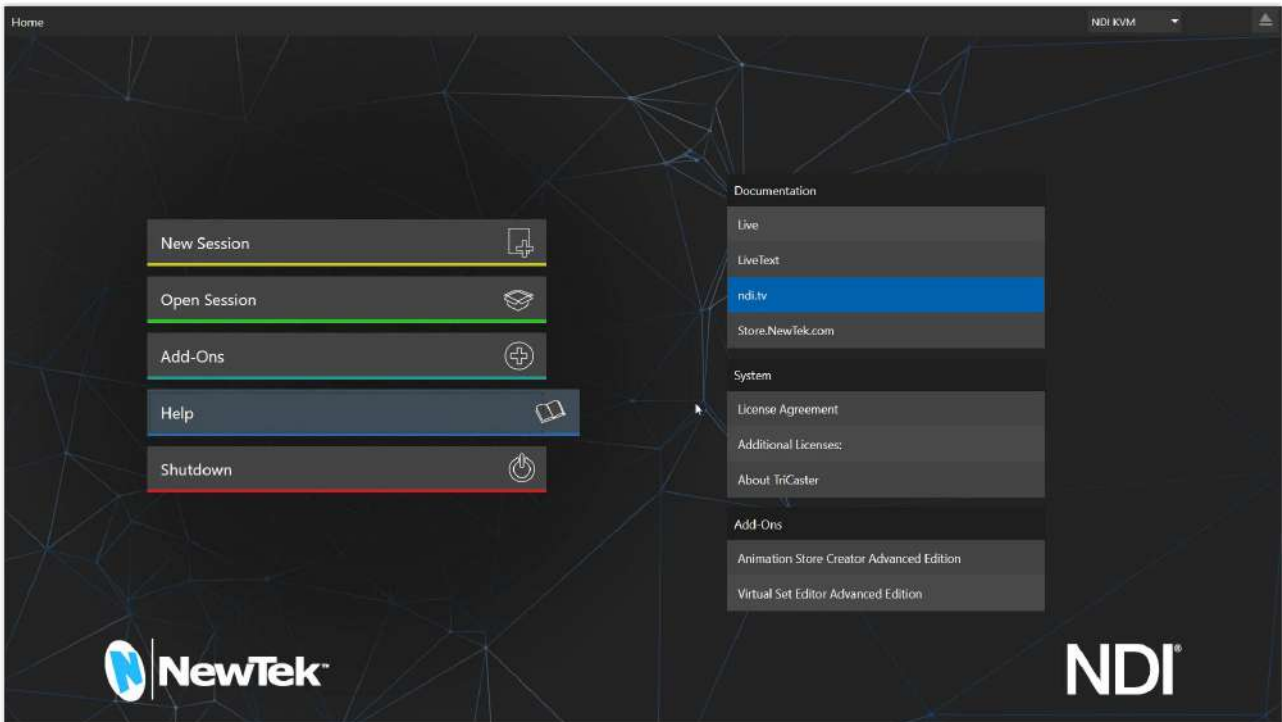 Home
NDI KVM
New Session
Open Session
Add-Ons
Help
Shutdown
Documentation
Live
LiveText
ndi.tv
Store.NewTek.com
System
License Agreement
Additional Licenses:
About TriCaster
Add-Ons
Animation Store Creator Advanced Edition
Virtual Set Editor Advanced Edition
N NewTek™
NDI®